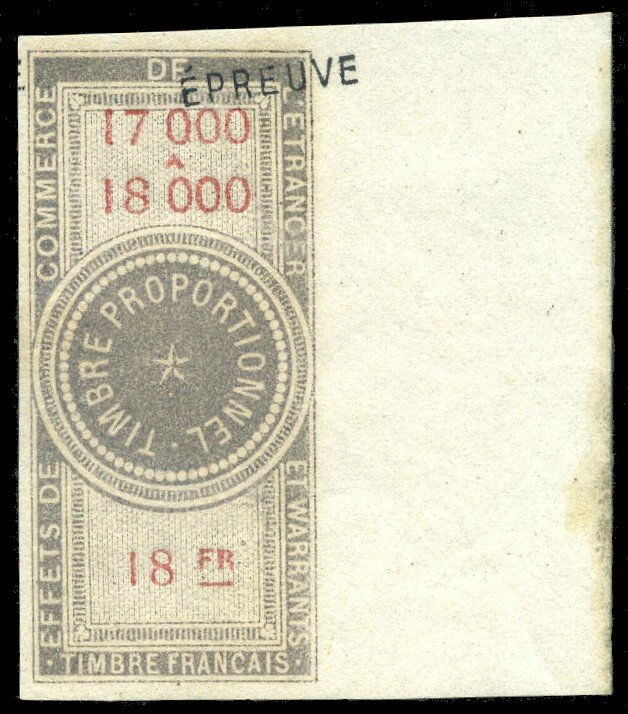 ÉPREUVE
EFFETS DE COMMERCE
DE
L'ÉTRANGER
ET WARRANTS
17 000
A
18 000
TIMBRE PROPORTIONNEL
18 FR
TIMBRE FRANÇAIS